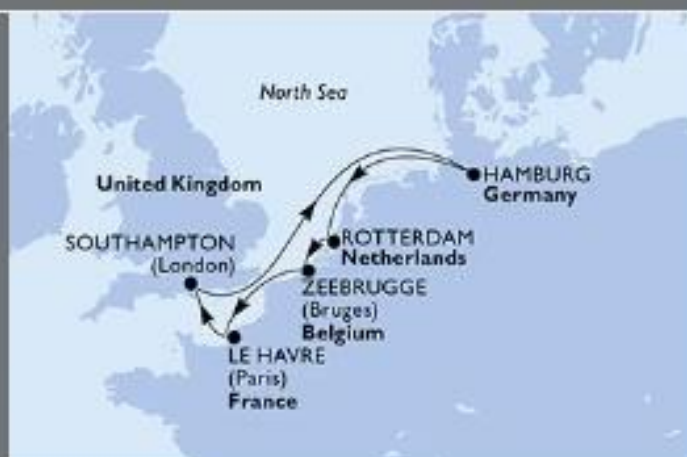 North Sea
United Kingdom
HAMBURG
Germany
SOUTHAMPTON
(London)
ROTTERDAM
Netherlands
ZEEBRUGGE
(Bruges)
Belgium
LE HAVRE
(Paris)
France